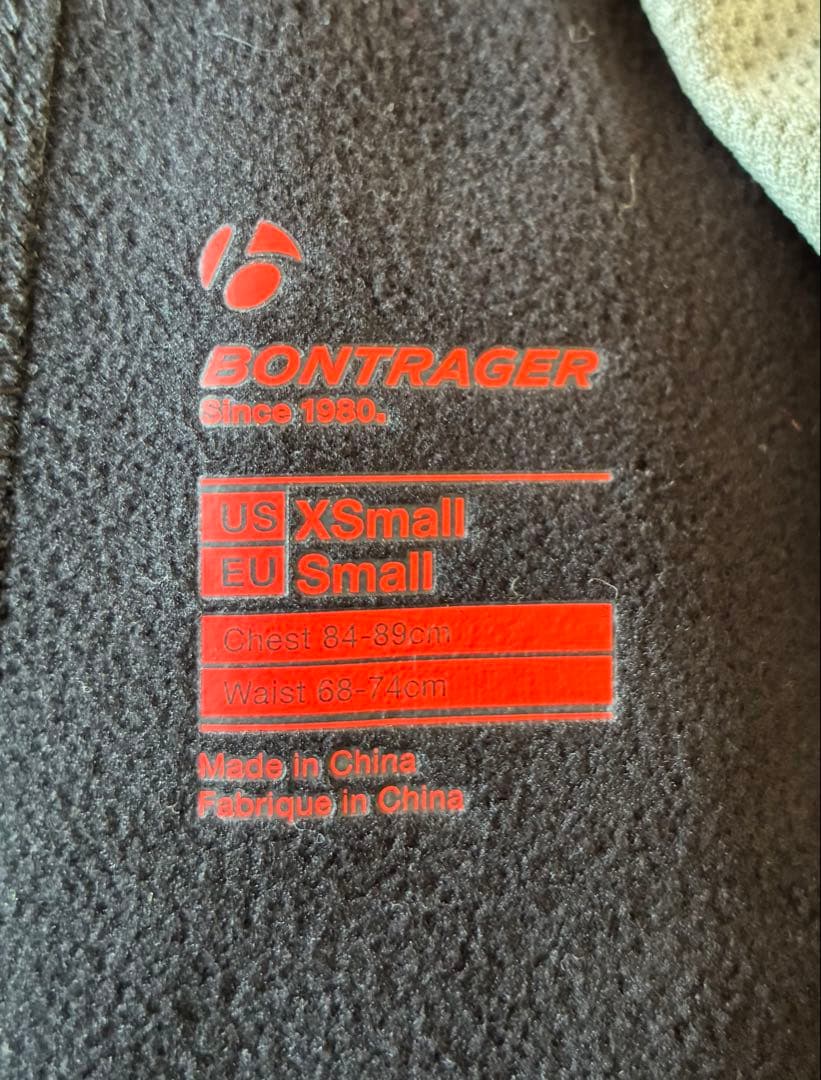 BONTRAGER
Since 1980.
US XSmall
EU Small
Chest 84-89cm
Waist 68-74cm
Made in China
Fabrique in China